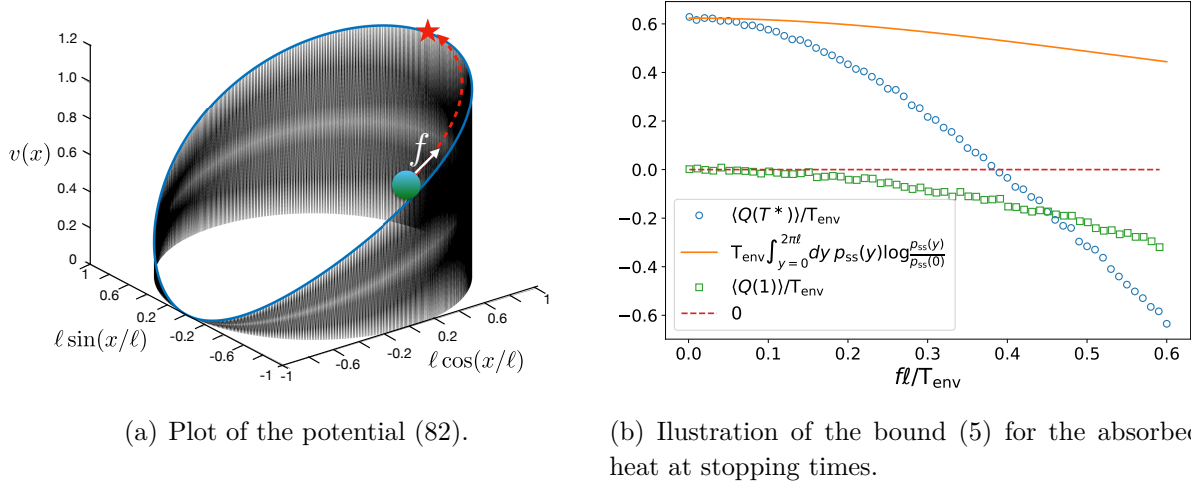 1.2
1.0
0.8
v(x)
0.6
0.4
0.2
0
1
0.6
0.2
-0.2
-0.6
-1
ℓ sin(x/ℓ)
-1
-0.6
-0.2
0.2
0.6
1
ℓ cos(x/ℓ)
f
(a) Plot of the potential (82).
0.6
0.4
0.2
0.0
−0.2
−0.4
−0.6
⟨Q(T*)⟩/T_env
T_env ∫_{y=0}^{2πℓ} dy p_ss(y) log p_ss(y)/p_ss(0)
⟨Q(1)⟩/T_env
0
0.0 0.1 0.2 0.3 0.4 0.5 0.6
fℓ/T_env
(b) Ilustration of the bound (5) for the absorbed
heat at stopping times.